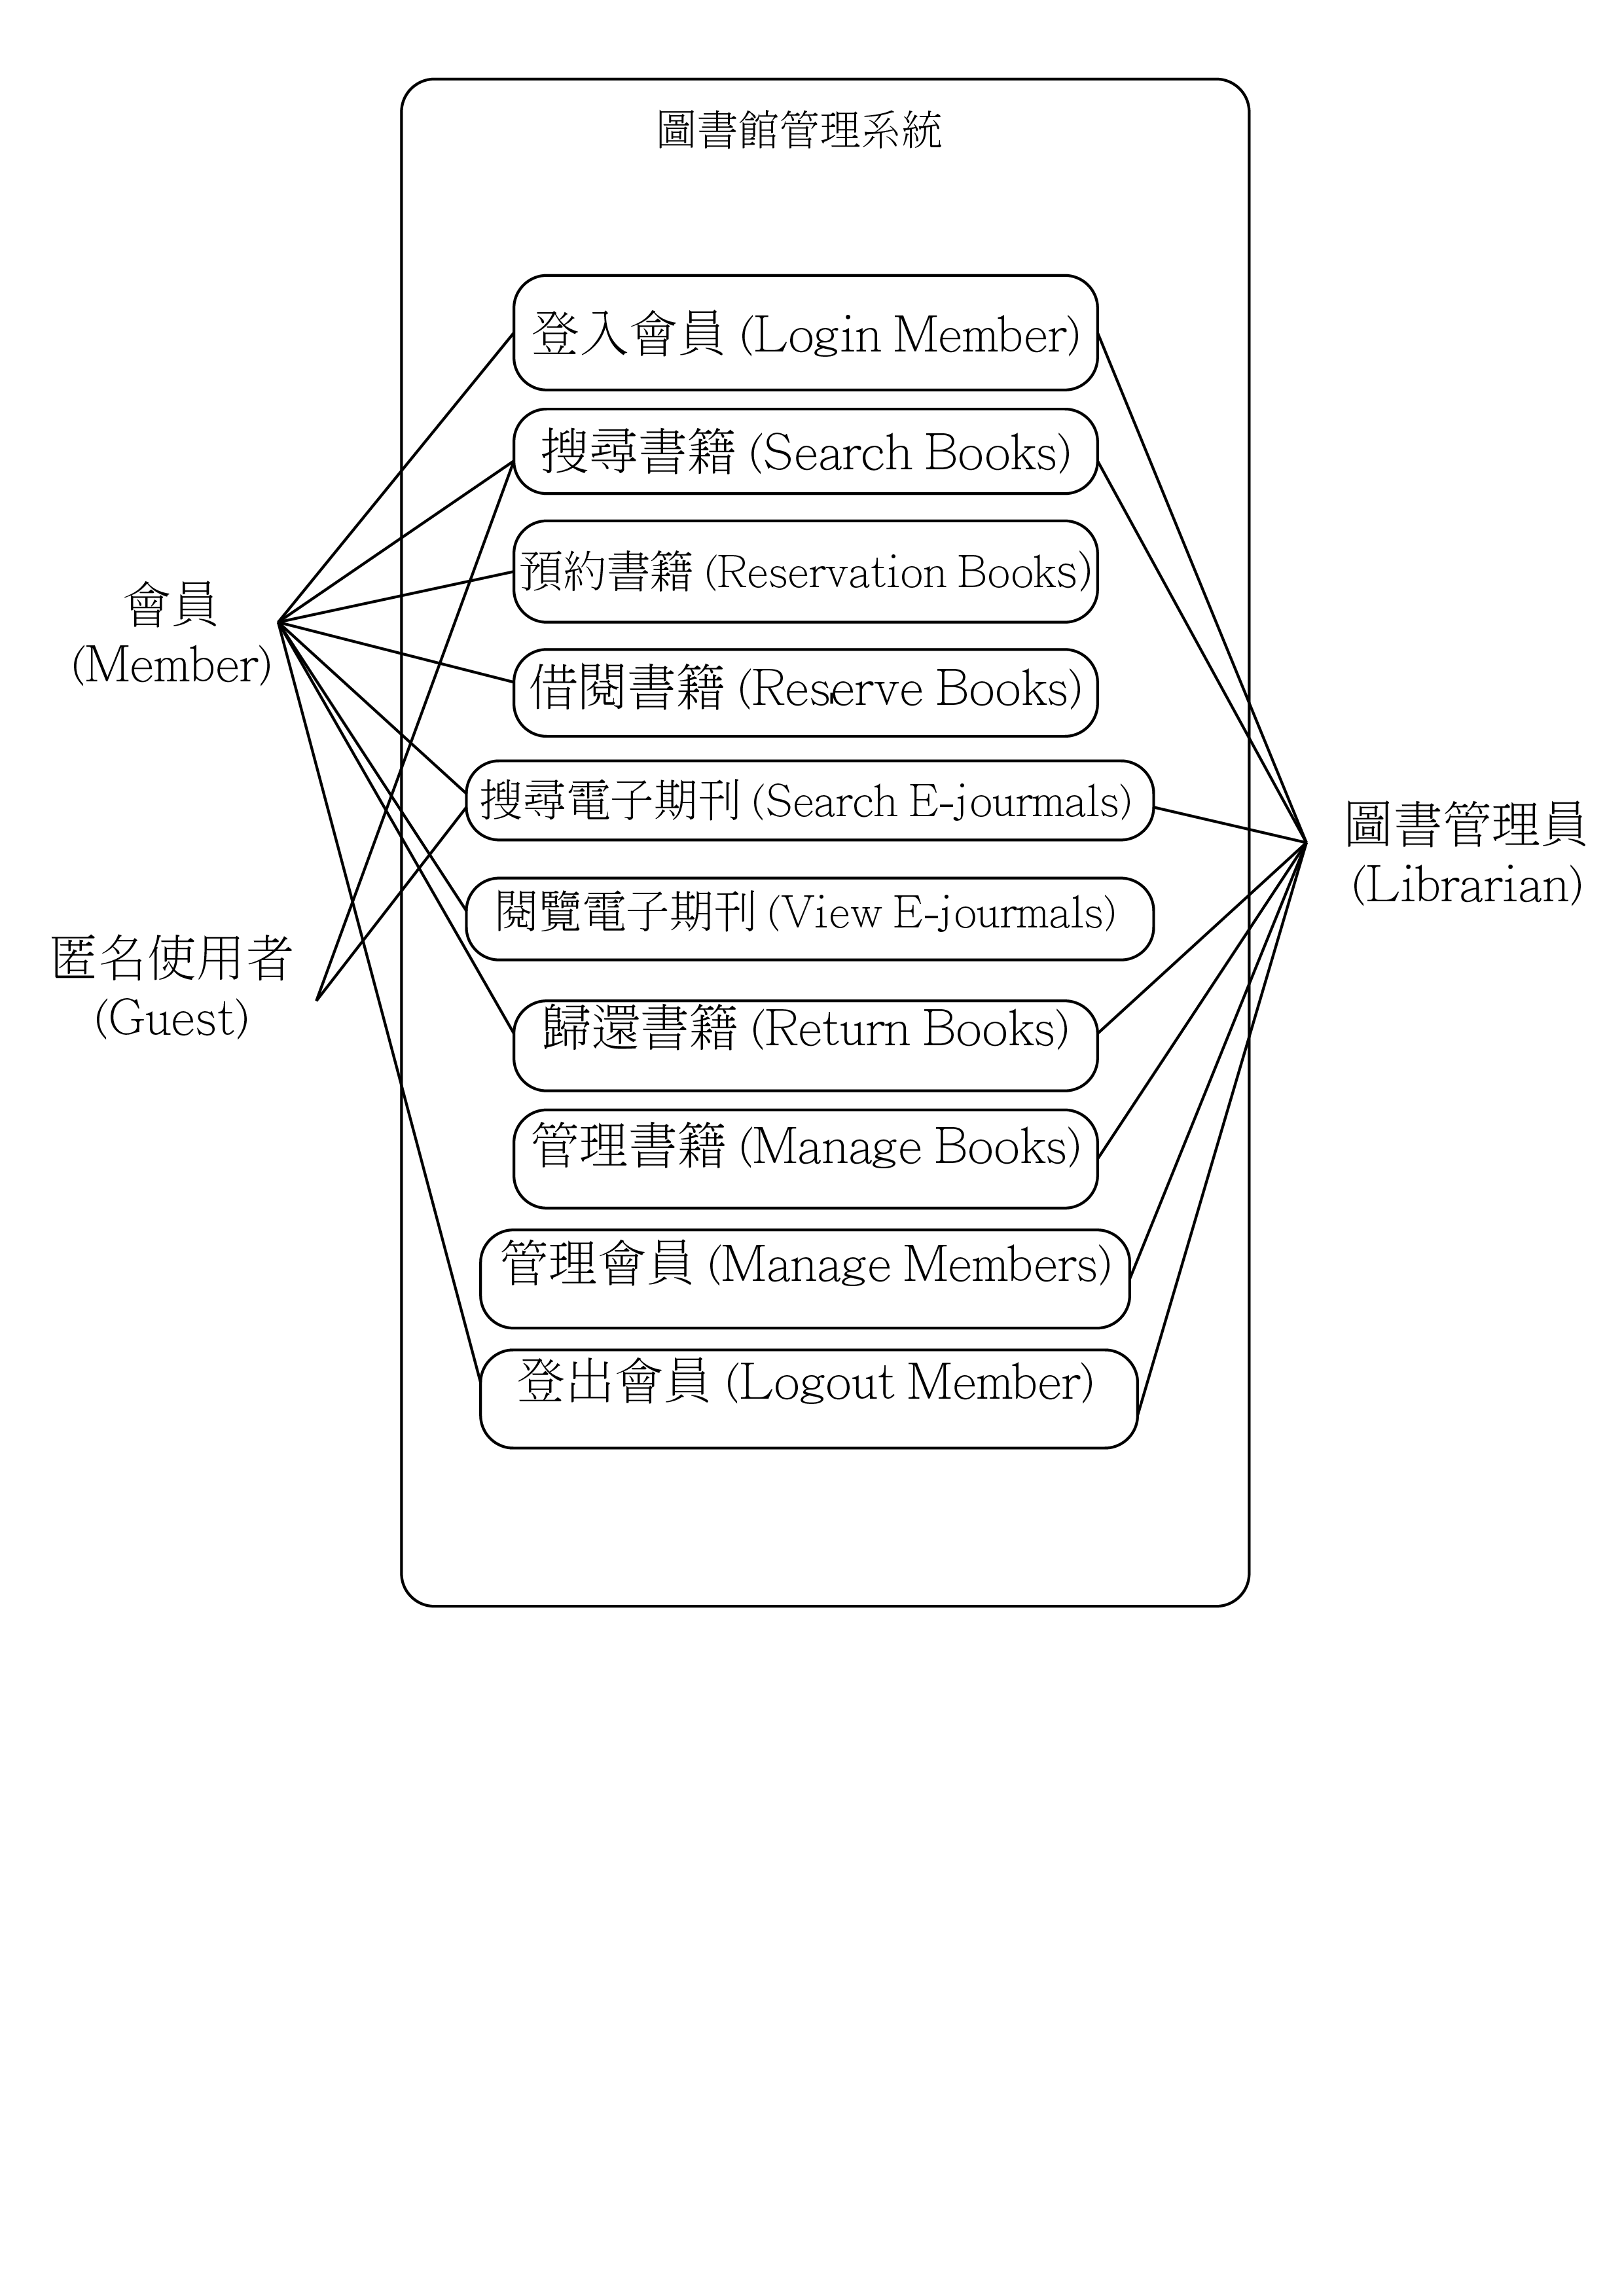 圖書館管理系統
登入會員 (Login Member)
搜尋書籍 (Search Books)
預約書籍 (Reservation Books)
會員
(Member)
借閱書籍 (Reserve Books)
搜尋電子期刊 (Search E-jourmals)
圖書管理員
(Librarian)
閱覽電子期刊 (View E-jourmals)
匿名使用者
(Guest)
歸還書籍 (Return Books)
管理書籍 (Manage Books)
管理會員 (Manage Members)
登出會員 (Logout Member)